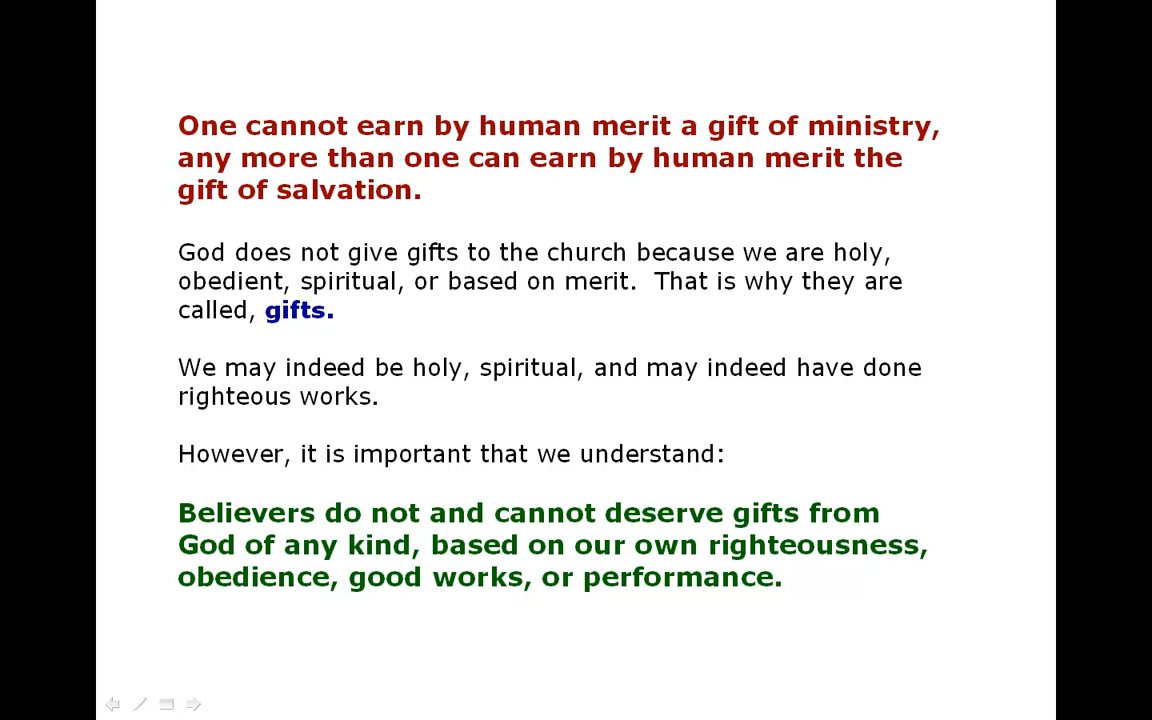 One cannot earn by human merit a gift of ministry,
any more than one can earn by human merit the
gift of salvation.
God does not give gifts to the church because we are holy,
obedient, spiritual, or based on merit.  That is why they are
called, gifts.
We may indeed be holy, spiritual, and may indeed have done
righteous works.
However, it is important that we understand:
Believers do not and cannot deserve gifts from
God of any kind, based on our own righteousness,
obedience, good works, or performance.